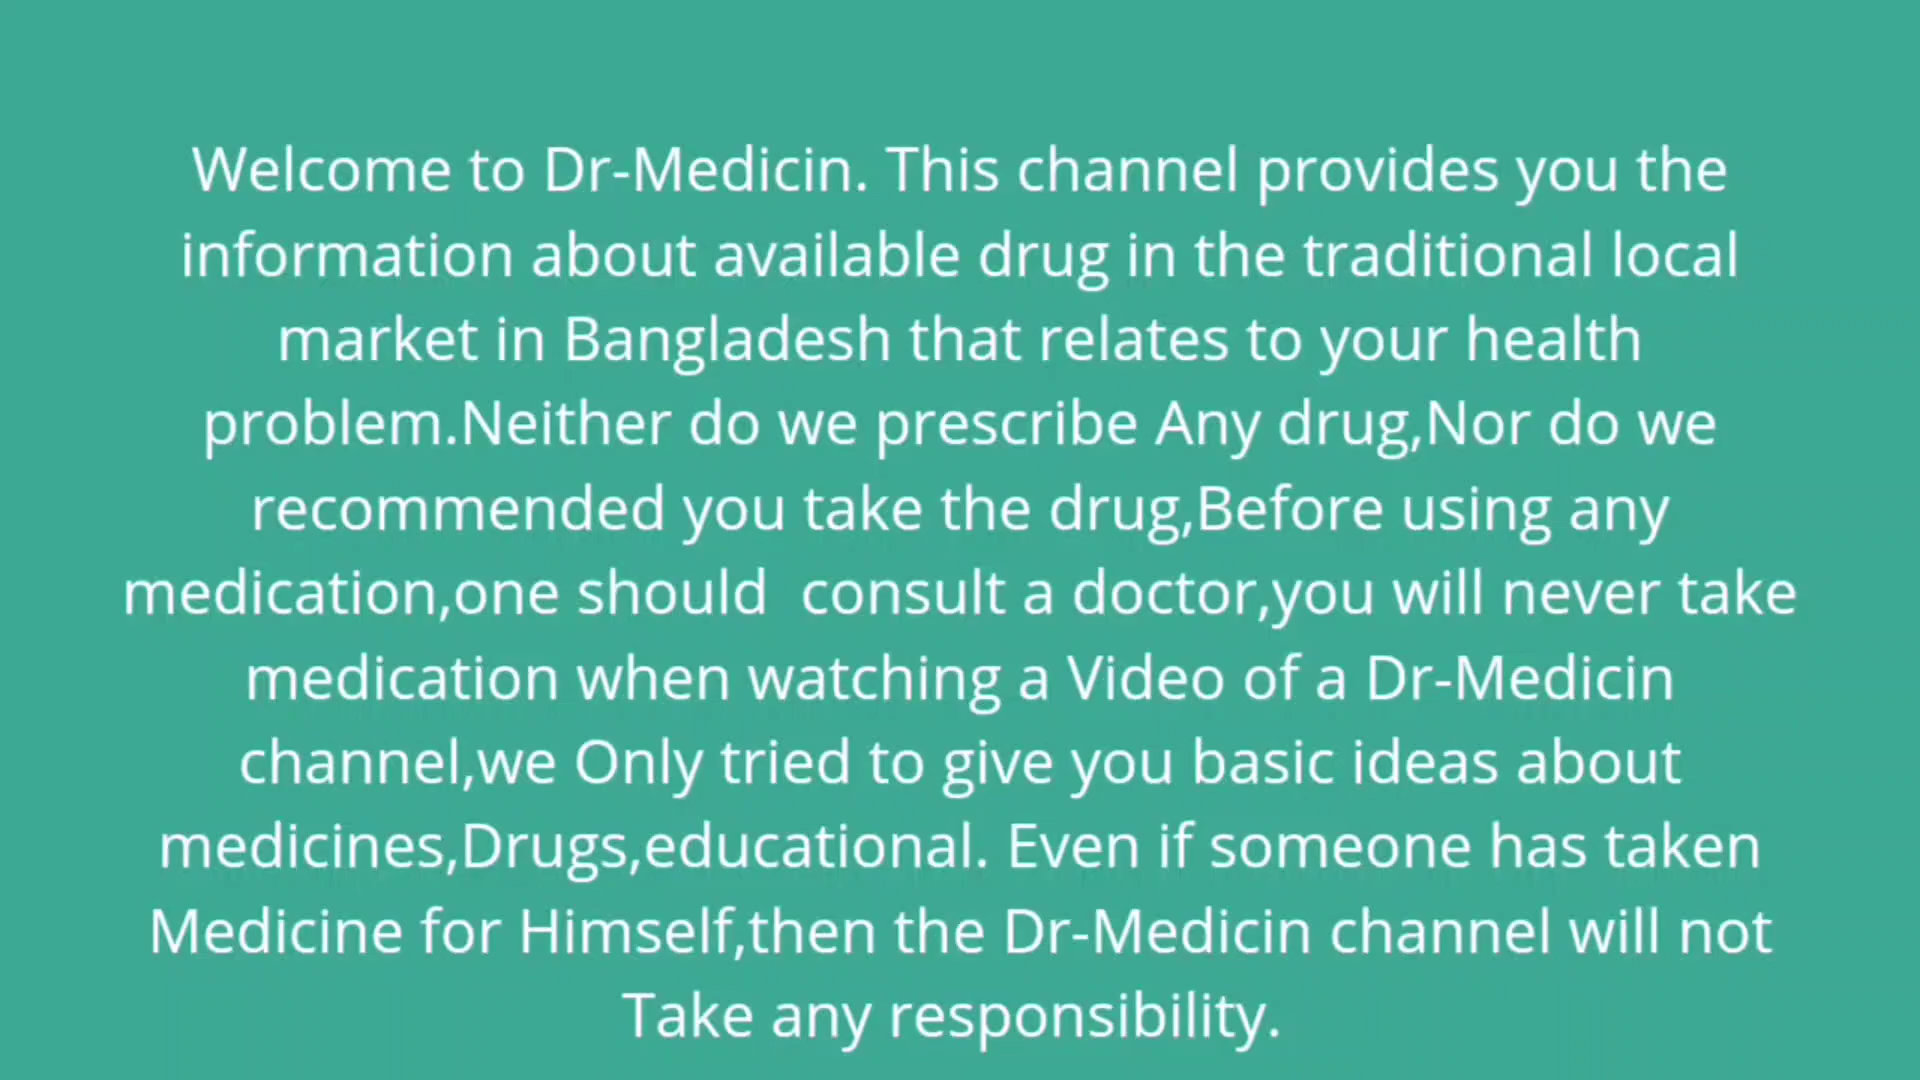 Welcome to Dr-Medicin. This channel provides you the
information about available drug in the traditional local
market in Bangladesh that relates to your health
problem.Neither do we prescribe Any drug,Nor do we
recommended you take the drug,Before using any
medication,one should  consult a doctor,you will never take
medication when watching a Video of a Dr-Medicin
channel,we Only tried to give you basic ideas about
medicines,Drugs,educational. Even if someone has taken
Medicine for Himself,then the Dr-Medicin channel will not
Take any responsibility.